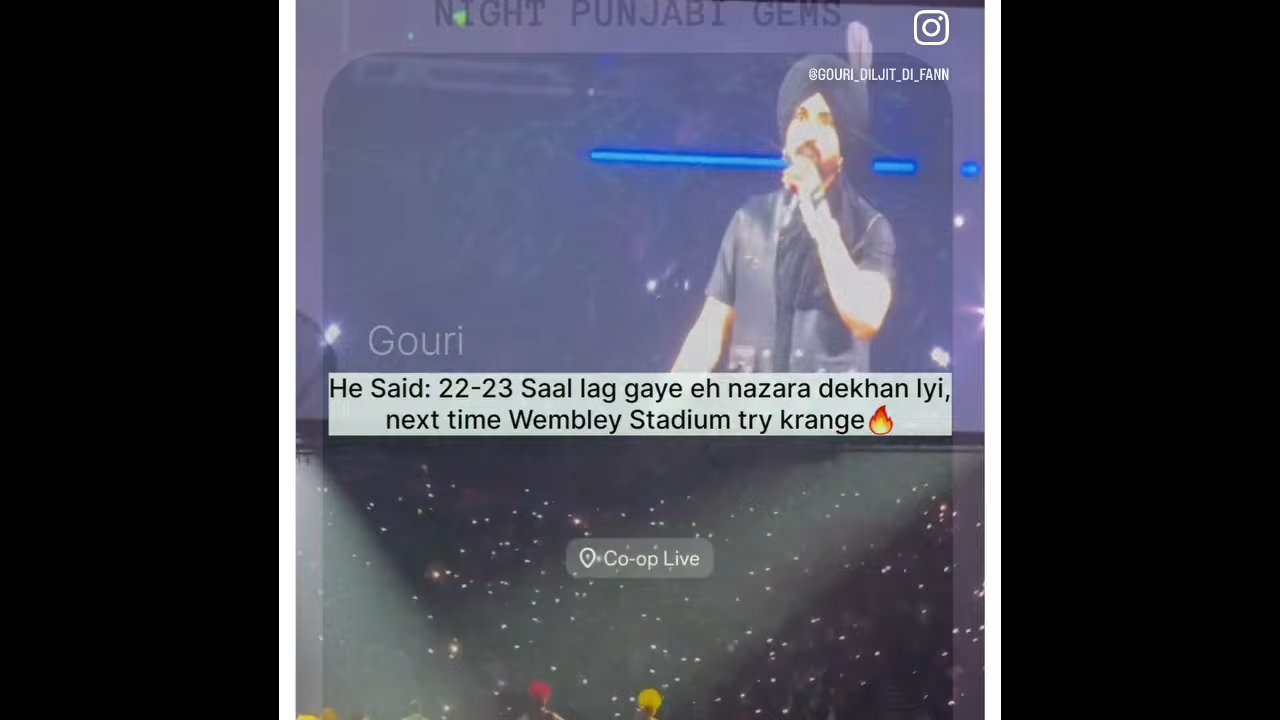 NIGHT PUNJABI GEMS
@GOURI_DILJIT_DI_FANN
Gouri
He Said: 22-23 Saal lag gaye eh nazara dekhan lyi,
next time Wembley Stadium try krange🔥
Co-op Live